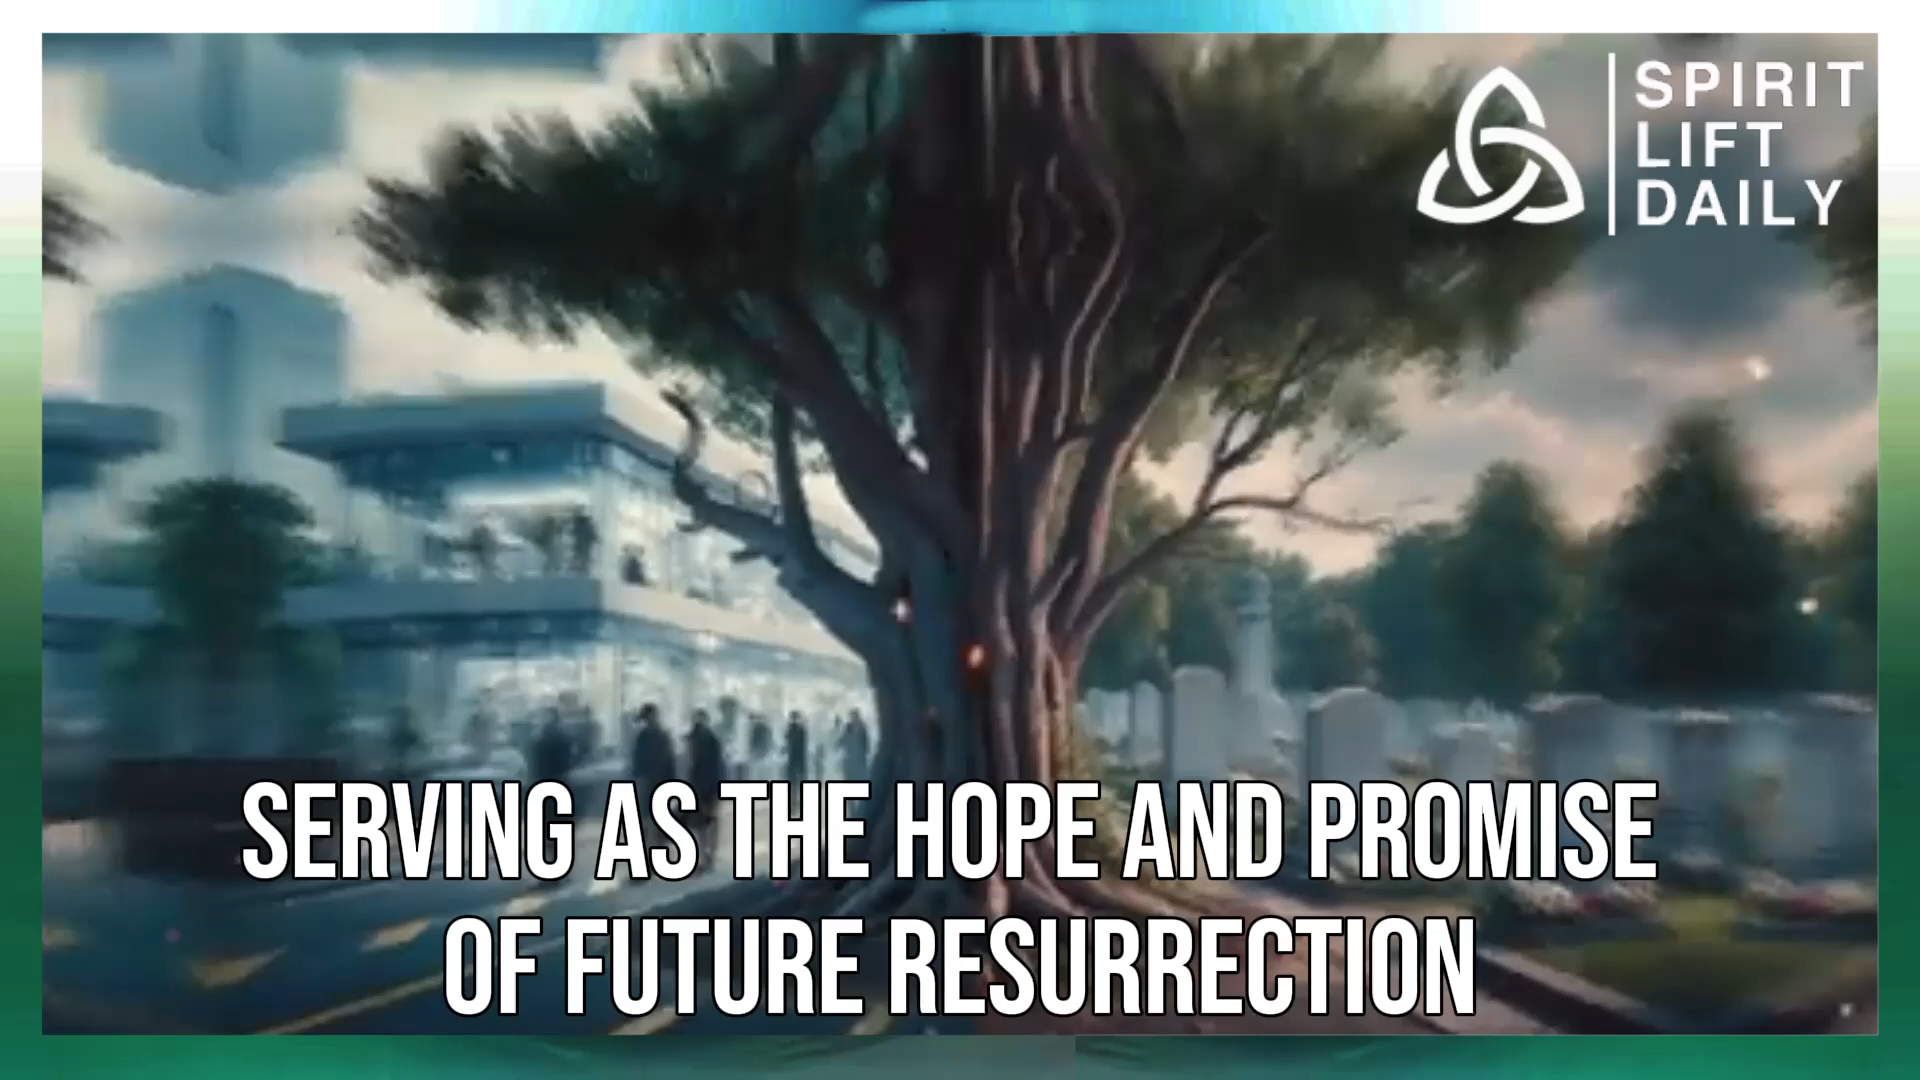 SPIRIT
LIFT
DAILY
SERVING AS THE HOPE AND PROMISE
OF FUTURE RESURRECTION